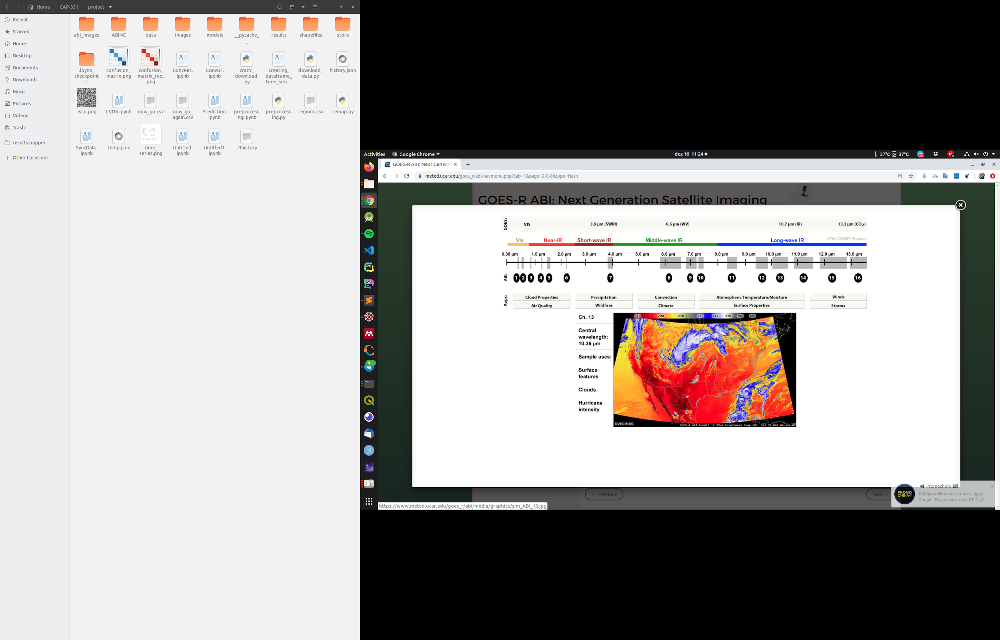 Home CAP-351 project
Recent
Starred
Home
Desktop
Documents
Downloads
Music
Pictures
Videos
Trash
results-papper
Other Locations
abi_images ABINC data images models __pycache__ results shapefiles store
.ipynb_checkpoints confusion_matrix.png confusion_matrix_red.png ConvRec.ipynb ConvUF.ipynb crazY_download.py creating_dataframe_time_seri... download_data.py history.json
isso.png LSTM.ipynb now_go.csv now_go_again.csv Prediction.ipynb preprocessing.ipynb preprocessing.py regions.csv remap.py
SyncData.ipynb temp.json time_series.png Untitled.ipynb Untitled1.ipynb .Rhistory
Activities Google Chrome dez 16 11:24 37°C 37°C
GOES-R ABI: Next Genera
meted.ucar.edu/goes_r/abi/navmenu.php?tab=1&page=2-0-0&type=flash
GOES-R ABI: Next Generation Satellite Imaging
GOES: VIS 3.9 µm (SWIR) 6.5 µm (WV) 10.7 µm (IR) 13.3 µm (CO2)
©The COMET Program
Vis Near-IR Short-wave IR Middle-wave IR Long-wave IR
0.38 µm 1.0 µm 2.0 µm 3.0 µm 4.0 µm 5.0 µm 6.0 µm 7.0 µm 8.0 µm 9.0 µm 10.0 µm 11.0 µm 12.0 µm 13.0 µm
ABI: 1 2 3 4 5 6 7 8 9 10 11 12 13 14 15 16
Apps: Cloud Properties Precipitation Convection Atmospheric Temperature/Moisture Winds
Air Quality Wildfires Climate Surface Properties Storms
310 290 270 255 242 220 200 180
Ch. 13
Central
wavelength:
10.35 µm
Sample uses:
Surface
features
Clouds
Hurricane
intensity
UW/CIMSS GOES_R ABI Band13 10.35um Brightness Temp.(K) Sat 22:00Z 04-Jun-05
← Previous Next →
Promochina
PROMO
CHINA
Relógio militar resistente a água
Smael Preço com frete: R$ 31,8...
https://www.meted.ucar.edu/goes_r/abi/media/graphics/sim_ABI_13.jpg
9...
PC
DG
R
TEX
Re